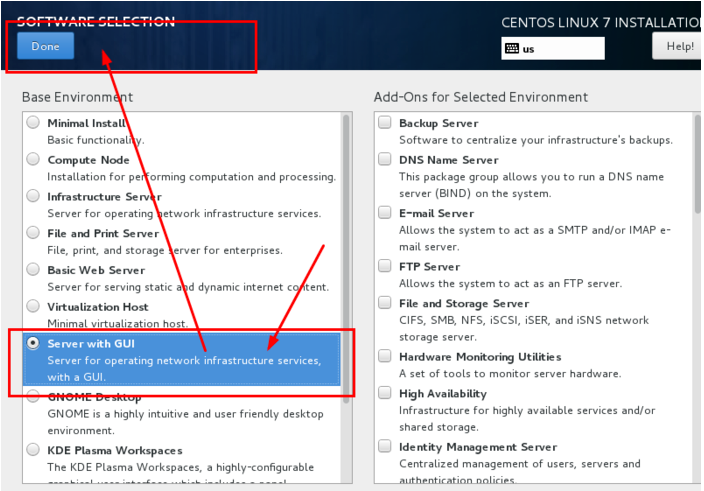 SOFTWARE SELECTION
CENTOS LINUX 7 INSTALLATIO
Done
us
Help!
Base Environment
Minimal Install
Basic functionality.
Compute Node
Installation for performing computation and processing.
Infrastructure Server
Server for operating network infrastructure services.
File and Print Server
File, print, and storage server for enterprises.
Basic Web Server
Server for serving static and dynamic internet content.
Virtualization Host
Minimal virtualization host.
Server with GUI
Server for operating network infrastructure services,
with a GUI.
GNOME Desktop
GNOME is a highly intuitive and user friendly desktop
environment.
KDE Plasma Workspaces
The KDE Plasma Workspaces, a highly-configurable
graphical user interface which includes a panel,
Add-Ons for Selected Environment
Backup Server
Software to centralize your infrastructure's backups.
DNS Name Server
This package group allows you to run a DNS name
server (BIND) on the system.
E-mail Server
Allows the system to act as a SMTP and/or IMAP e-
mail server.
FTP Server
Allows the system to act as an FTP server.
File and Storage Server
CIFS, SMB, NFS, iSCSI, iSER, and iSNS network
storage server.
Hardware Monitoring Utilities
A set of tools to monitor server hardware.
High Availability
Infrastructure for highly available services and/or
shared storage.
Identity Management Server
Centralized management of users, servers and
authentication policies.